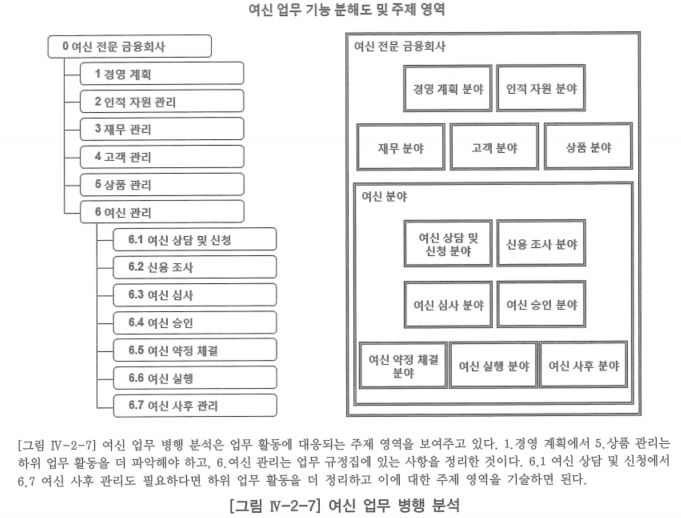 여신 업무 기능 분해도 및 주제 영역
0 여신 전문 금융회사
1 경영 계획
2 인적 자원 관리
3 재무 관리
4 고객 관리
5 상품 관리
6 여신 관리
6.1 여신 상담 및 신청
6.2 신용 조사
6.3 여신 심사
6.4 여신 승인
6.5 여신 약정 체결
6.6 여신 실행
6.7 여신 사후 관리
여신 전문 금융회사
경영 계획 분야
인적 자원 분야
재무 분야
고객 분야
상품 분야
여신 분야
여신 상담 및
신청 분야
신용 조사 분야
여신 심사 분야
여신 승인 분야
여신 약정 체결
분야
여신 실행 분야
여신 사후 분야
[그림 Ⅳ-2-7] 여신 업무 병행 분석은 업무 활동에 대응되는 주제 영역을 보여주고 있다. 1.경영 계획에서 5.상품 관리는
하위 업무 활동을 더 파악해야 하고, 6.여신 관리는 업무 규정집에 있는 사항을 정리한 것이다. 6.1 여신 상담 및 신청에서
6.7 여신 사후 관리도 필요하다면 하위 업무 활동을 더 정리하고 이에 대한 주제 영역을 기술하면 된다.
[그림 Ⅳ-2-7] 여신 업무 병행 분석